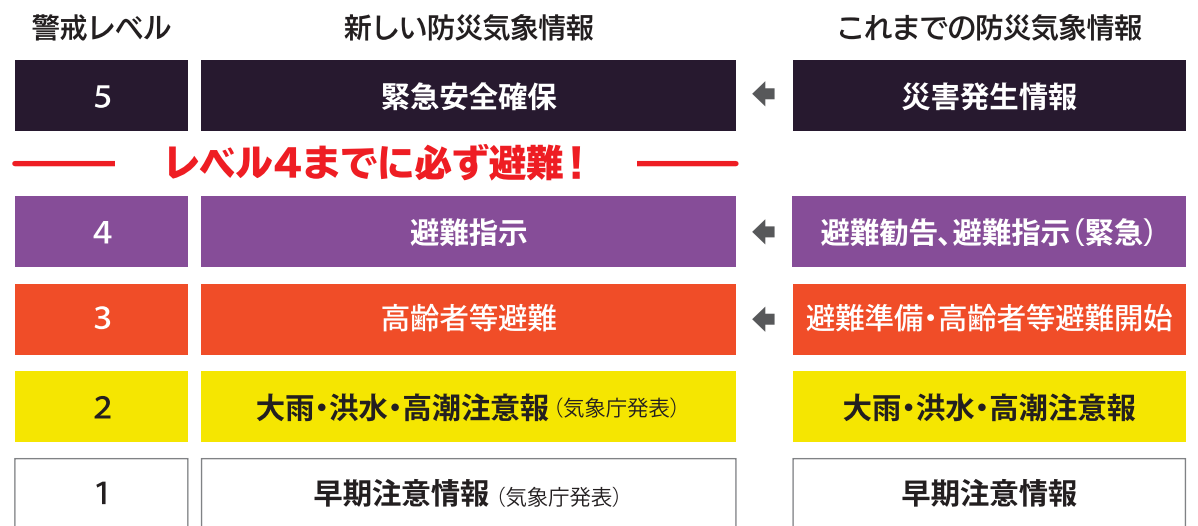 警戒レベル 新しい防災気象情報 これまでの防災気象情報
5 緊急安全確保 災害発生情報
レベル4までに必ず避難！
4 避難指示 避難勧告、避難指示（緊急）
3 高齢者等避難 避難準備・高齢者等避難開始
2 大雨・洪水・高潮注意報（気象庁発表） 大雨・洪水・高潮注意報
1 早期注意情報（気象庁発表） 早期注意情報